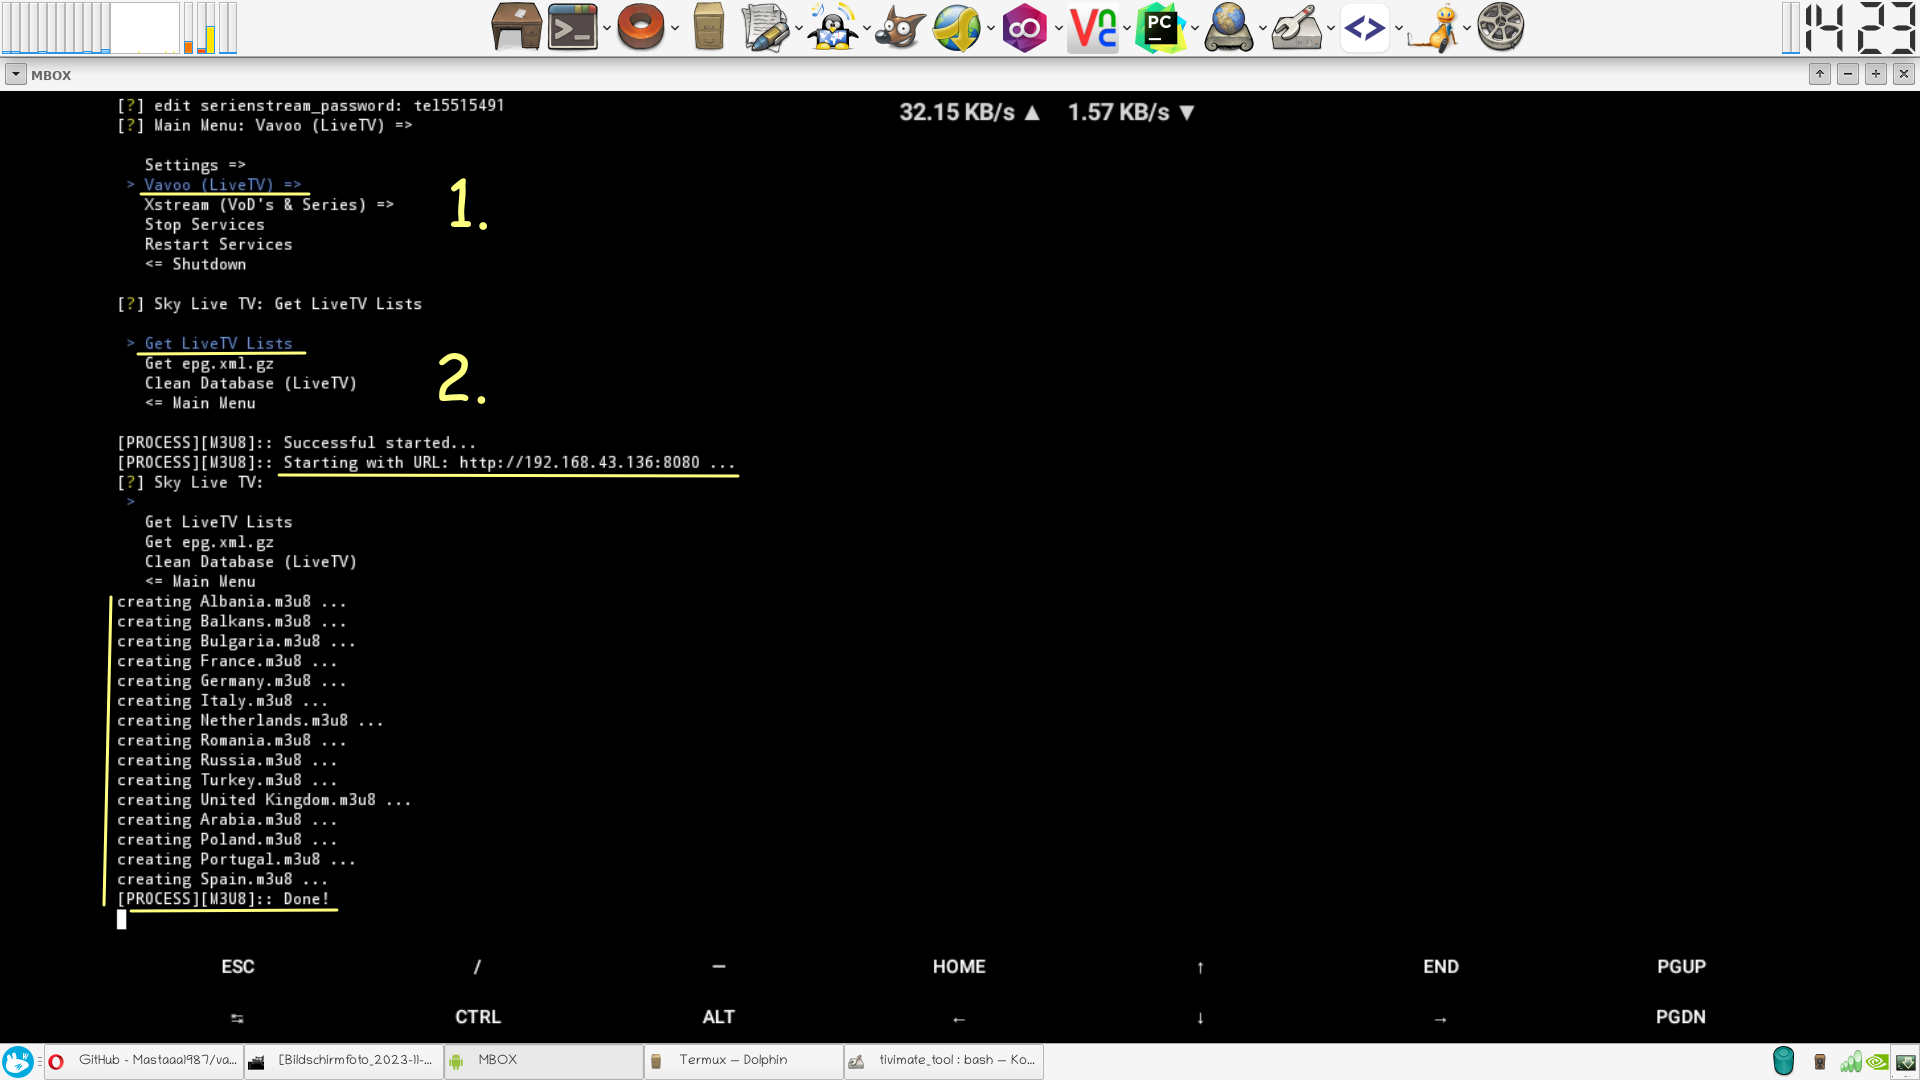 14 23
MBOX
[?] edit serienstream_password: tel5515491
[?] Main Menu: Vavoo (LiveTV) =>
32.15 KB/s ▲ 1.57 KB/s ▼
Settings =>
> Vavoo (LiveTV) =>
Xstream (VoD's & Series) =>
Stop Services
Restart Services
<= Shutdown
1.
[?] Sky Live TV: Get LiveTV Lists
> Get LiveTV Lists
Get epg.xml.gz
Clean Database (LiveTV)
<= Main Menu
2.
[PROCESS][M3U8]:: Successful started...
[PROCESS][M3U8]:: Starting with URL: http://192.168.43.136:8080 ...
[?] Sky Live TV:
>
Get LiveTV Lists
Get epg.xml.gz
Clean Database (LiveTV)
<= Main Menu
creating Albania.m3u8 ...
creating Balkans.m3u8 ...
creating Bulgaria.m3u8 ...
creating France.m3u8 ...
creating Germany.m3u8 ...
creating Italy.m3u8 ...
creating Netherlands.m3u8 ...
creating Romania.m3u8 ...
creating Russia.m3u8 ...
creating Turkey.m3u8 ...
creating United Kingdom.m3u8 ...
creating Arabia.m3u8 ...
creating Poland.m3u8 ...
creating Portugal.m3u8 ...
creating Spain.m3u8 ...
[PROCESS][M3U8]:: Done!
ESC / — HOME ↑ END PGUP
⇆ CTRL ALT ← ↓ → PGDN
GitHub - Mastaaa1987/va... [Bildschirmfoto_2023-11-... MBOX Termux — Dolphin tivimate_tool : bash — Ko...